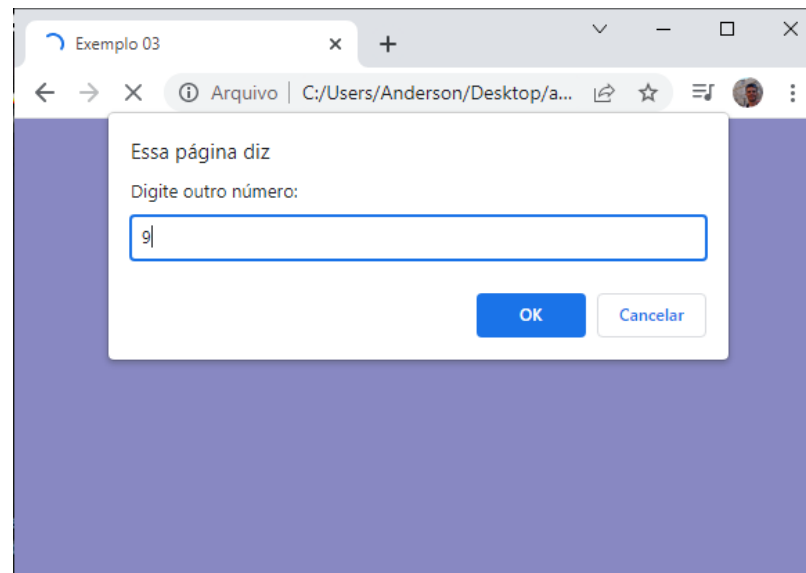 Exemplo 03
Arquivo | C:/Users/Anderson/Desktop/a...
Essa página diz
Digite outro número:
9
OK
Cancelar